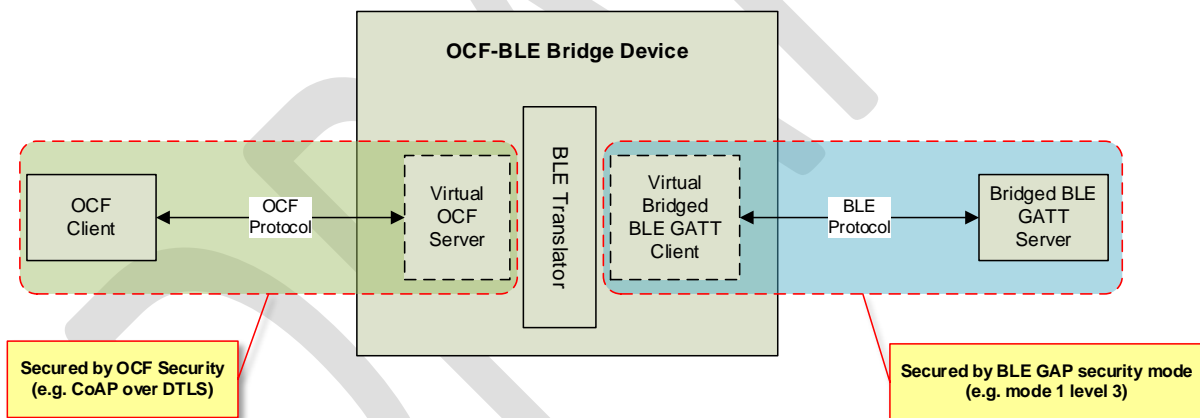 OCF-BLE Bridge Device
OCF
Client
OCF
Protocol
Virtual
OCF
Server
BLE Translator
Virtual
Bridged
BLE GATT
Client
BLE
Protocol
Bridged BLE
GATT
Server
Secured by OCF Security
(e.g. CoAP over DTLS)
Secured by BLE GAP security mode
(e.g. mode 1 level 3)